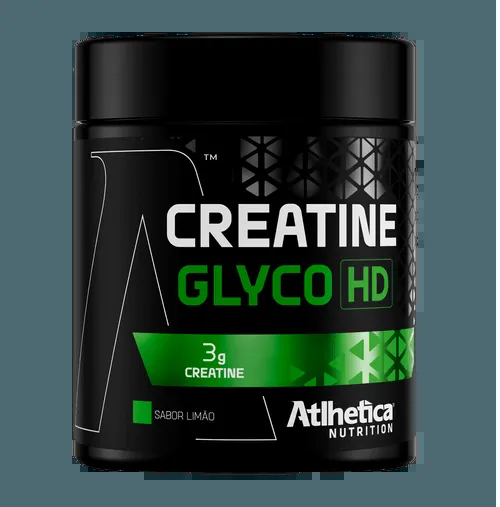 ™
CREATINE
GLYCO HD
3g
CREATINE
SABOR LIMÃO
Atlhetica
NUTRITION